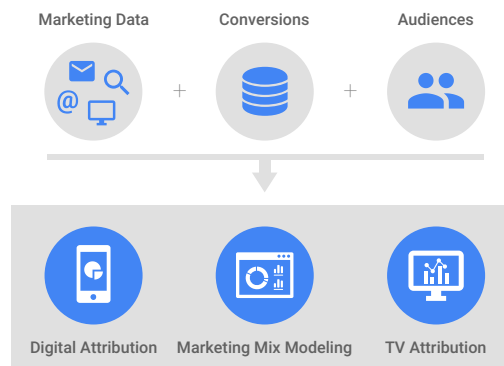 Marketing Data
Conversions
Audiences
@
+
+
Digital Attribution
Marketing Mix Modeling
TV Attribution